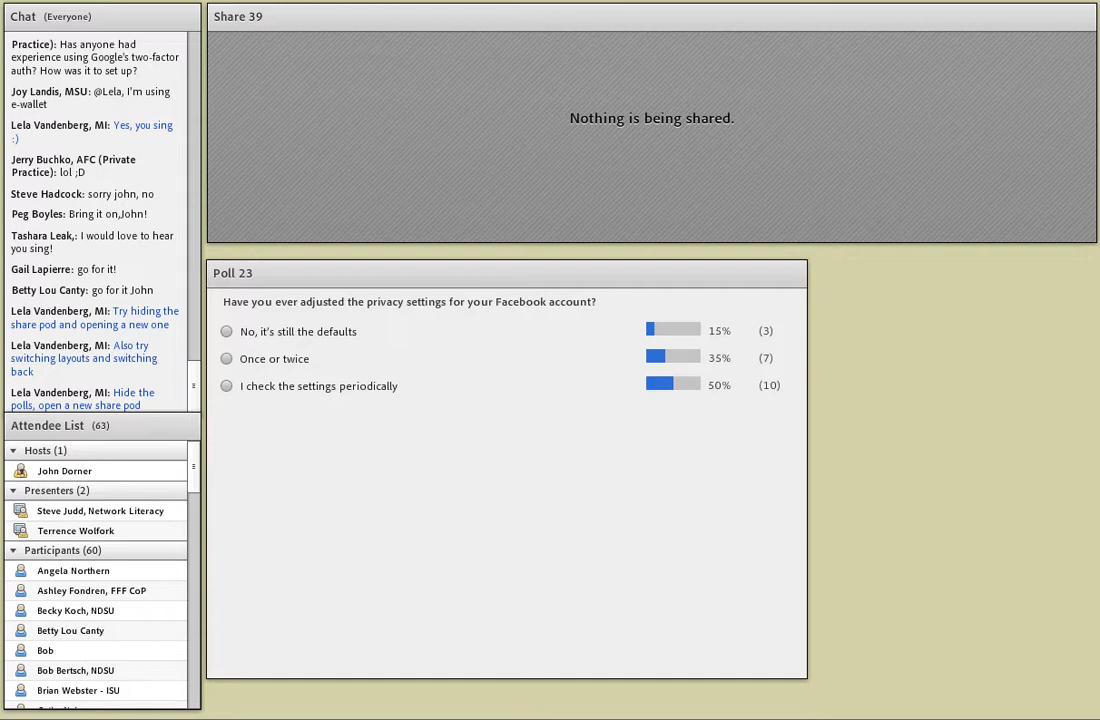 Chat (Everyone)
Practice): Has anyone had
experience using Google's two-factor
auth? How was it to set up?
Joy Landis, MSU: @Lela, I'm using
e-wallet
Lela Vandenberg, MI: Yes, you sing
:)
Jerry Buchko, AFC (Private
Practice): lol ;D
Steve Hadcock: sorry john, no
Peg Boyles: Bring it on,John!
Tashara Leak,: I would love to hear
you sing!
Gail Lapierre: go for it!
Betty Lou Canty: go for it John
Lela Vandenberg, MI: Try hiding the
share pod and opening a new one
Lela Vandenberg, MI: Also try
switching layouts and switching
back
Lela Vandenberg, MI: Hide the
polls, open a new share pod
Attendee List (63)
Hosts (1)
John Dorner
Presenters (2)
Steve Judd, Network Literacy
Terrence Wolfork
Participants (60)
Angela Northern
Ashley Fondren, FFF CoP
Becky Koch, NDSU
Betty Lou Canty
Bob
Bob Bertsch, NDSU
Brian Webster - ISU
Share 39
Nothing is being shared.
Poll 23
Have you ever adjusted the privacy settings for your Facebook account?
No, it's still the defaults 15% (3)
Once or twice 35% (7)
I check the settings periodically 50% (10)